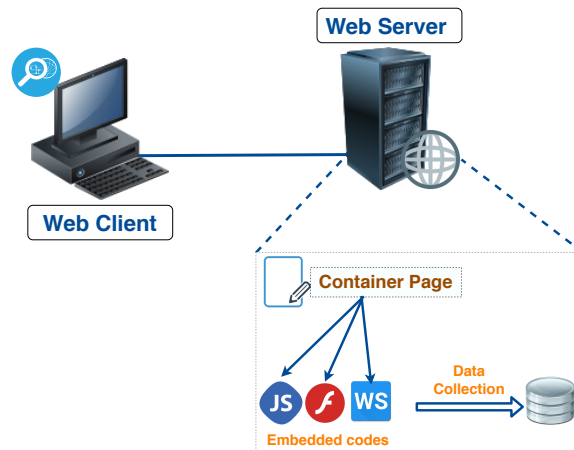 Web Server
Web Client
Container Page
JS
WS
Data
Collection
Embedded codes